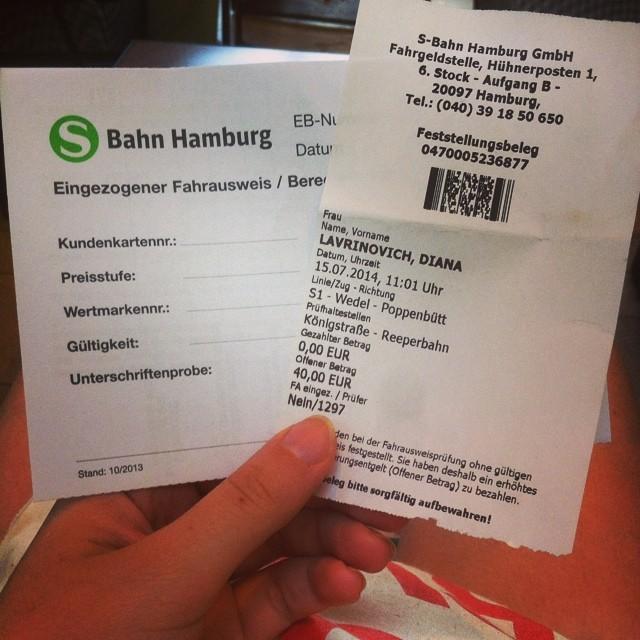 S Bahn Hamburg
EB-Nu
Datu
Eingezogener Fahrausweis / Bere
Kundenkartennr.:
Preisstufe:
Wertmarkennr.:
Gültigkeit:
Unterschriftenprobe:
Stand: 10/2013
S-Bahn Hamburg GmbH
Fahrgeldstelle, Hühnerposten 1,
6. Stock - Aufgang B -
20097 Hamburg,
Tel.: (040) 39 18 50 650
Feststellungsbeleg
0470005236877
Frau
Name, Vorname
LAVRINOVICH, DIANA
Datum, Uhrzeit
15.07.2014, 11:01 Uhr
Linie/Zug - Richtung
S1 - Wedel - Poppenbütt
Prüfhaltestellen
Königstraße - Reeperbahn
Gezahlter Betrag
0,00 EUR
Offener Betrag
40,00 EUR
FA eingez. / Prüfer
Nein/1297
den bei der Fahrausweisprüfung ohne gültigen
eis festgestellt. Sie haben deshalb ein erhöhtes
rungsentgelt (Offener Betrag) zu bezahlen.
eleg bitte sorgfältig aufbewahren!